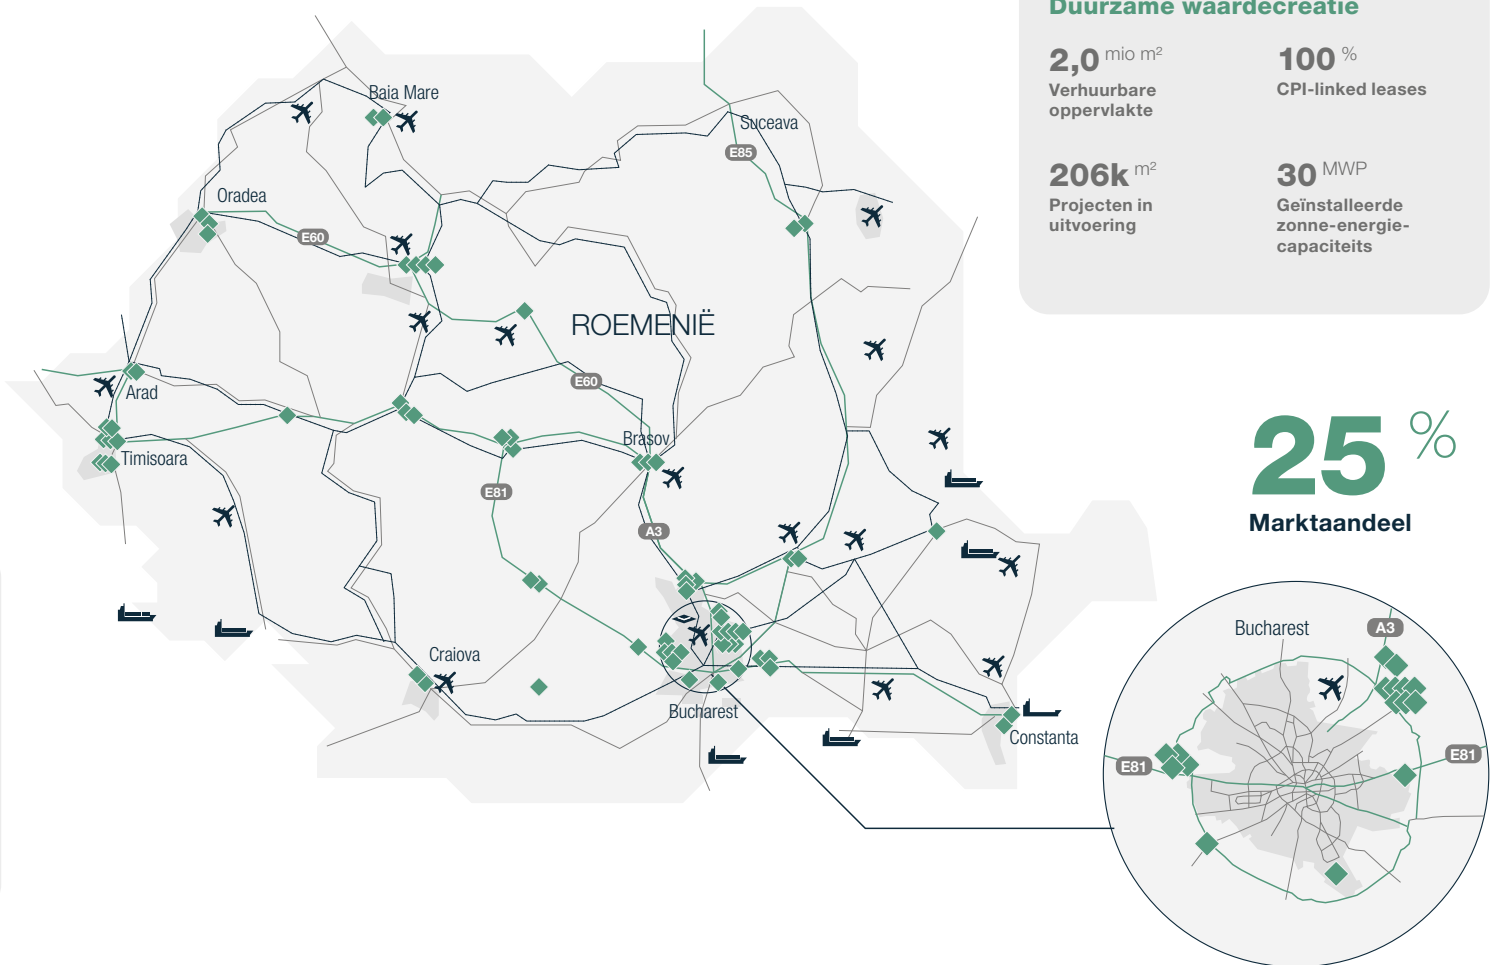 Duurzame waardecreatie
2,0 mio m²
Verhuurbare
oppervlakte
100 %
CPI-linked leases
206k m²
Projecten in
uitvoering
30 MWP
Geïnstalleerde
zonne-energie-
capaciteits
Baia Mare
Suceava
E85
Oradea
E60
ROEMENIË
E60
Arad
Brasov
Timisoara
E81
A3
25 %
Marktaandeel
Craiova
Bucharest
Constanta
Bucharest
A3
E81
E81